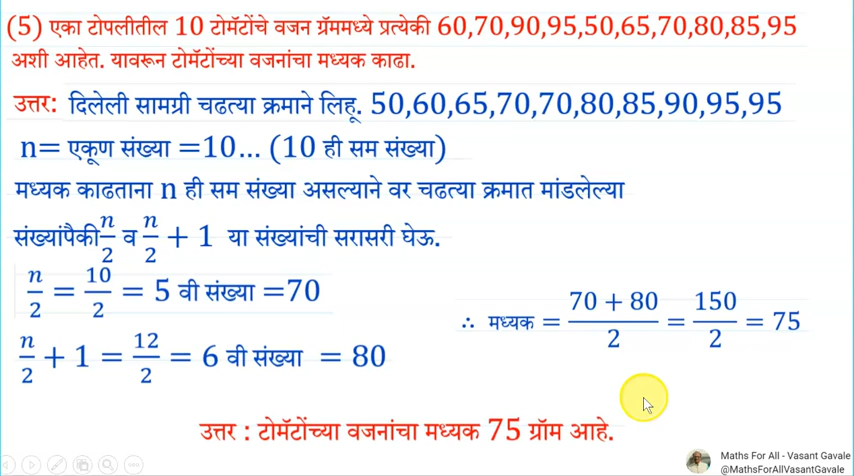 (5) एका टोपलीतील 10 टोमॅटोंचे वजन ग्रॅममध्ये प्रत्येकी 60,70,90,95,50,65,70,80,85,95
अशी आहेत. यावरून टोमॅटोंच्या वजनांचा मध्यक काढा.
उत्तर: दिलेली सामग्री चढत्या क्रमाने लिहू. 50,60,65,70,70,80,85,90,95,95
n= एकूण संख्या =10... (10 ही सम संख्या)
मध्यक काढताना n ही सम संख्या असल्याने वर चढत्या क्रमात मांडलेल्या
संख्यांपैकी n/2 व n/2 + 1 या संख्यांची सरासरी घेऊ.
n/2 = 10/2 = 5 वी संख्या =70
n/2 + 1 = 12/2 = 6 वी संख्या = 80
∴ मध्यक = (70 + 80)/2 = 150/2 = 75
उत्तर : टोमॅटोंच्या वजनांचा मध्यक 75 ग्रॉम आहे.
Maths For All - Vasant Gavale
@MathsForAllVasantGavale